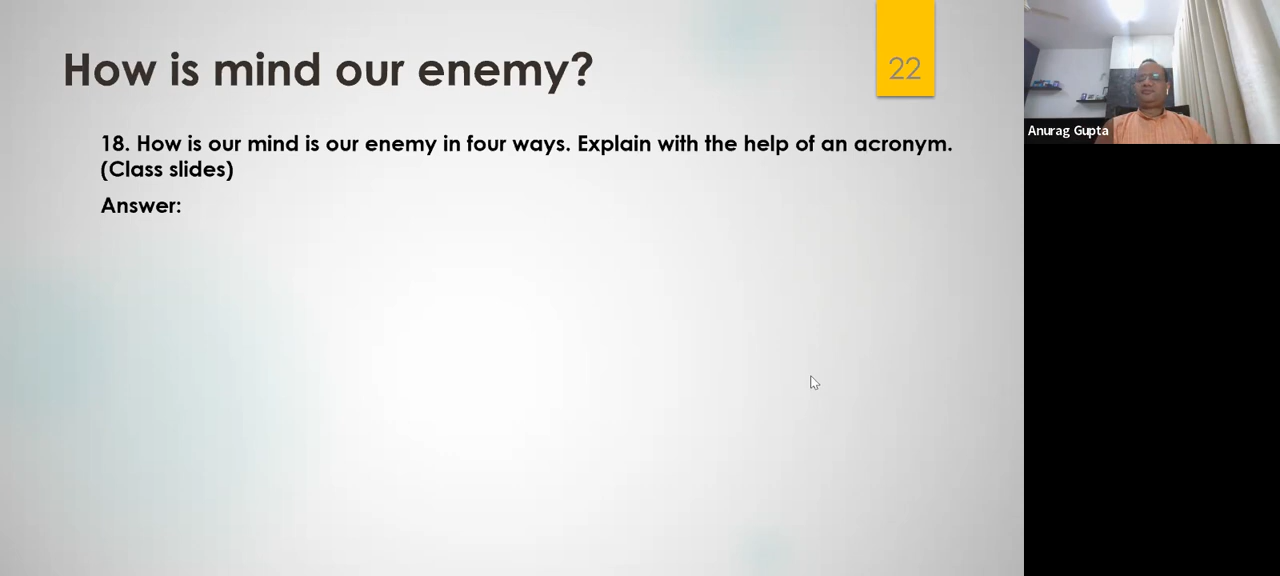 How is mind our enemy?
22
18. How is our mind is our enemy in four ways. Explain with the help of an acronym.
(Class slides)
Answer:
Anurag Gupta